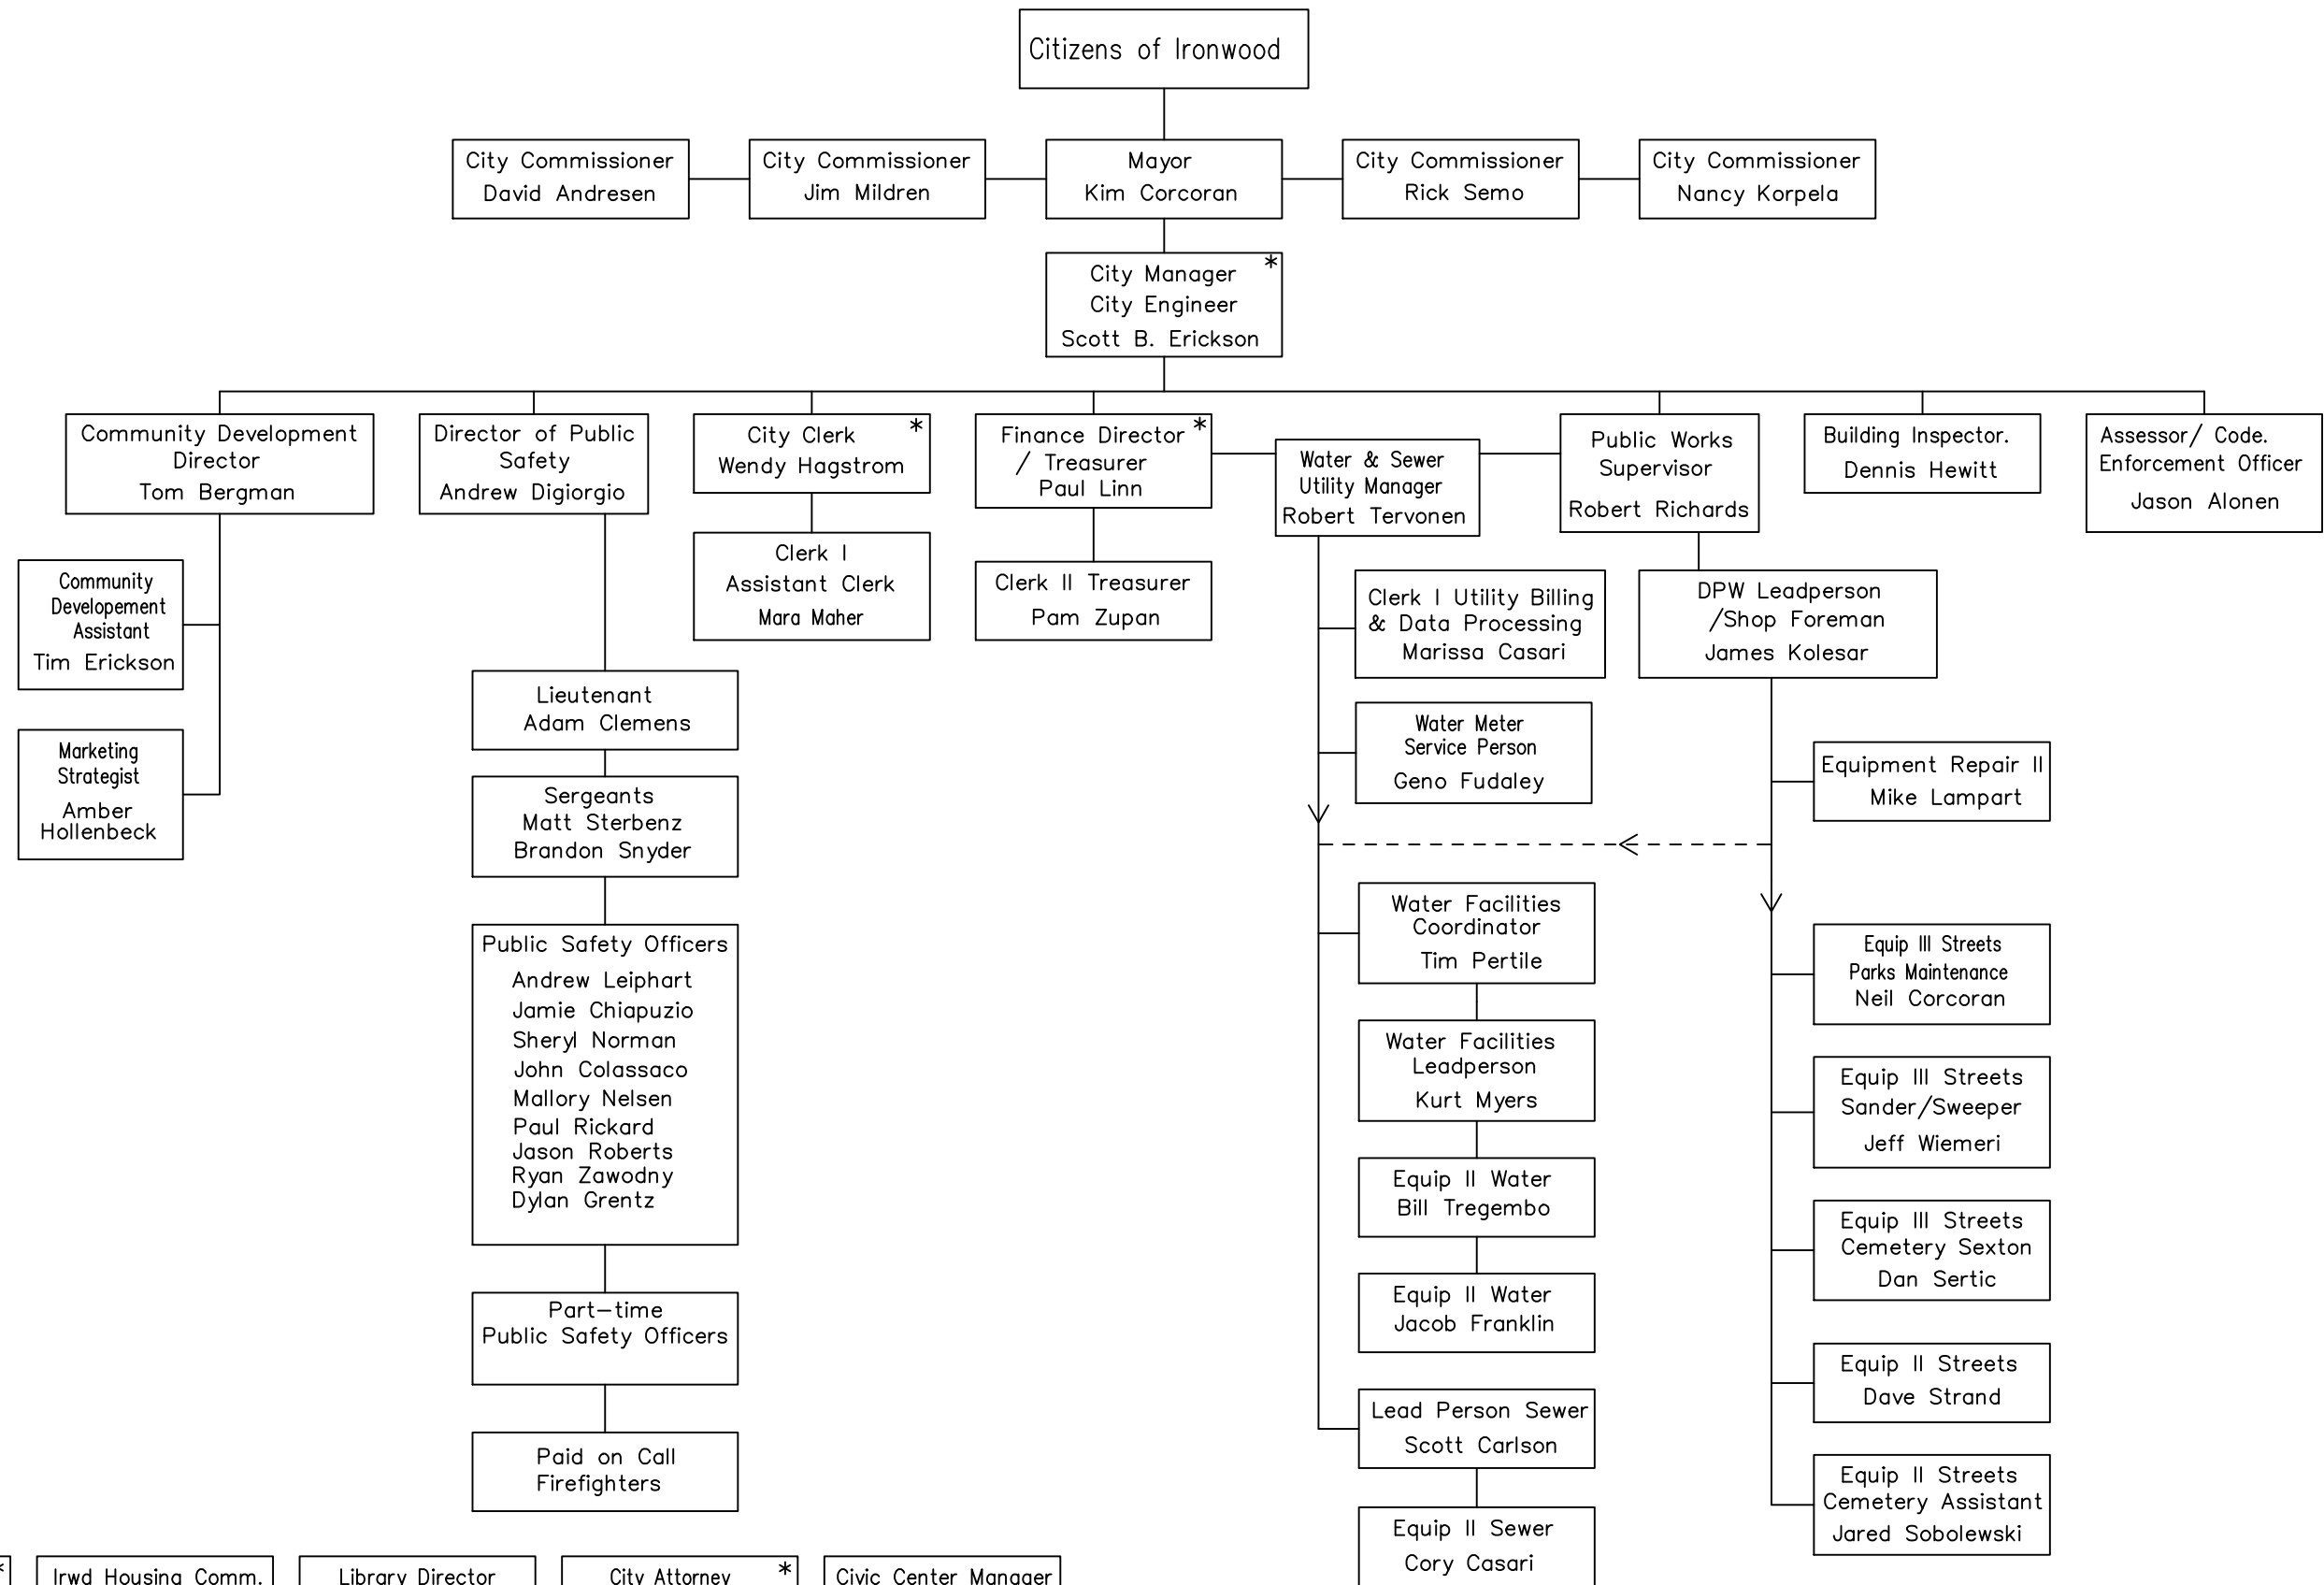 Citizens of Ironwood
City Commissioner
David Andresen
City Commissioner
Jim Mildren
Mayor
Kim Corcoran
City Commissioner
Rick Semo
City Commissioner
Nancy Korpela
City Manager *
City Engineer
Scott B. Erickson
Community Development
Director
Tom Bergman
Director of Public
Safety
Andrew Digiorgio
City Clerk *
Wendy Hagstrom
Finance Director *
/ Treasurer
Paul Linn
Water & Sewer
Utility Manager
Robert Tervonen
Public Works
Supervisor
Robert Richards
Building Inspector.
Dennis Hewitt
Assessor/ Code.
Enforcement Officer
Jason Alonen
Community
Developement
Assistant
Tim Erickson
Marketing
Strategist
Amber
Hollenbeck
Clerk I
Assistant Clerk
Mara Maher
Clerk II Treasurer
Pam Zupan
Lieutenant
Adam Clemens
Sergeants
Matt Sterbenz
Brandon Snyder
Public Safety Officers
Andrew Leiphart
Jamie Chiapuzio
Sheryl Norman
John Colassaco
Mallory Nelsen
Paul Rickard
Jason Roberts
Ryan Zawodny
Dylan Grentz
Part-time
Public Safety Officers
Paid on Call
Firefighters
Clerk I Utility Billing
& Data Processing
Marissa Casari
Water Meter
Service Person
Geno Fudaley
Water Facilities
Coordinator
Tim Pertile
Water Facilities
Leadperson
Kurt Myers
Equip II Water
Bill Tregembo
Equip II Water
Jacob Franklin
Lead Person Sewer
Scott Carlson
Equip II Sewer
Cory Casari
DPW Leadperson
/Shop Foreman
James Kolesar
Equipment Repair II
Mike Lampart
Equip III Streets
Parks Maintenance
Neil Corcoran
Equip III Streets
Sander/Sweeper
Jeff Wiemeri
Equip III Streets
Cemetery Sexton
Dan Sertic
Equip II Streets
Dave Strand
Equip II Streets
Cemetery Assistant
Jared Sobolewski
*
Irwd Housing Comm.
Library Director
City Attorney *
Civic Center Manager